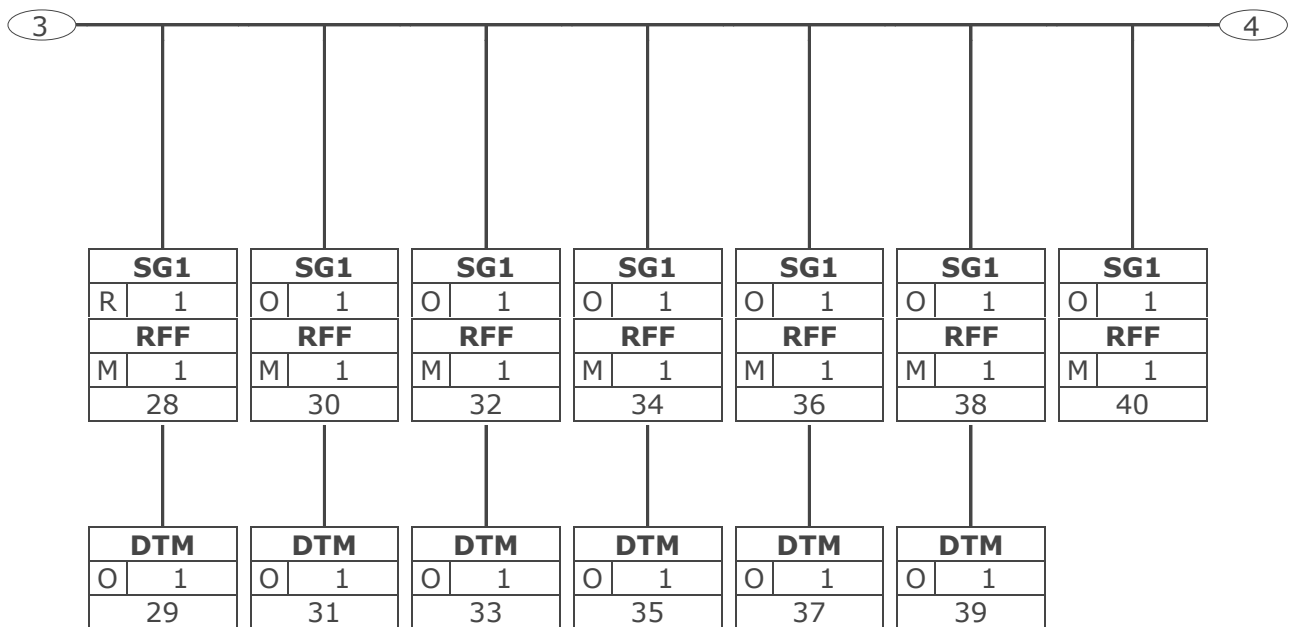 3 4
SG1 SG1 SG1 SG1 SG1 SG1 SG1
R 1 O 1 O 1 O 1 O 1 O 1 O 1
RFF RFF RFF RFF RFF RFF RFF
M 1 M 1 M 1 M 1 M 1 M 1 M 1
28 30 32 34 36 38 40
DTM DTM DTM DTM DTM DTM
O 1 O 1 O 1 O 1 O 1 O 1
29 31 33 35 37 39